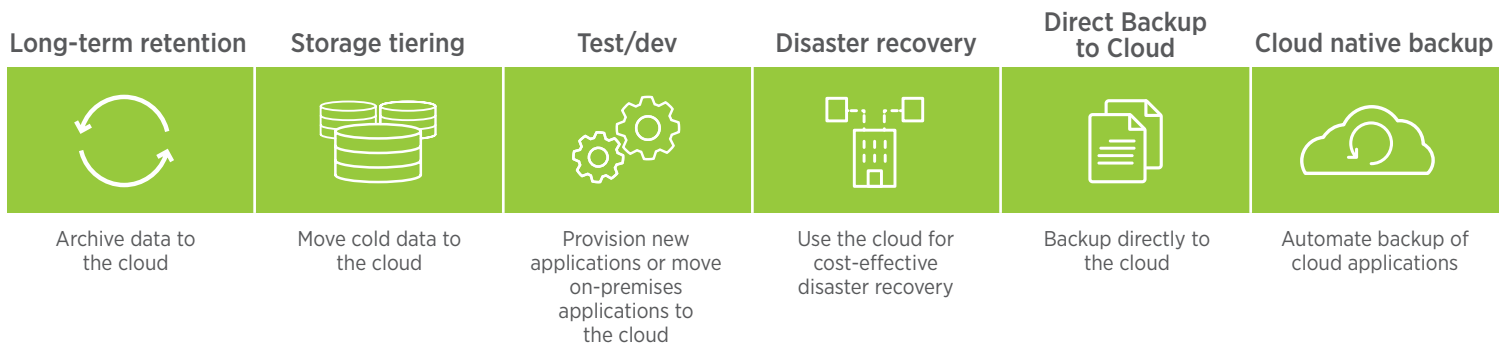 Long-term retention
Archive data to
the cloud
Storage tiering
Move cold data to
the cloud
Test/dev
Provision new
applications or move
on-premises
applications to
the cloud
Disaster recovery
Use the cloud for
cost-effective
disaster recovery
Direct Backup
to Cloud
Backup directly to
the cloud
Cloud native backup
Automate backup of
cloud applications